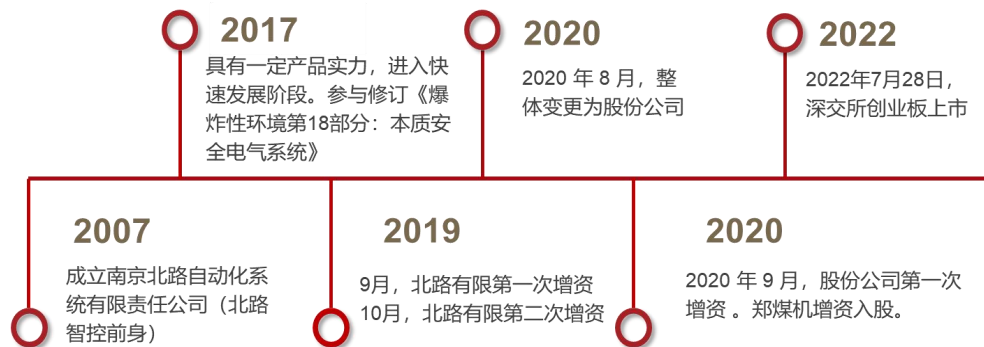 2017
具有一定产品实力，进入快
速发展阶段。参与修订《爆
炸性环境第18部分：本质安
全电气系统》
2020
2020 年 8 月，整
体变更为股份公司
2022
2022年7月28日，
深交所创业板上市
2007
成立南京北路自动化系
统有限责任公司（北路
智控前身）
2019
9月，北路有限第一次增资
10月，北路有限第二次增资
2020
2020 年 9 月，股份公司第一次
增资 。郑煤机增资入股。